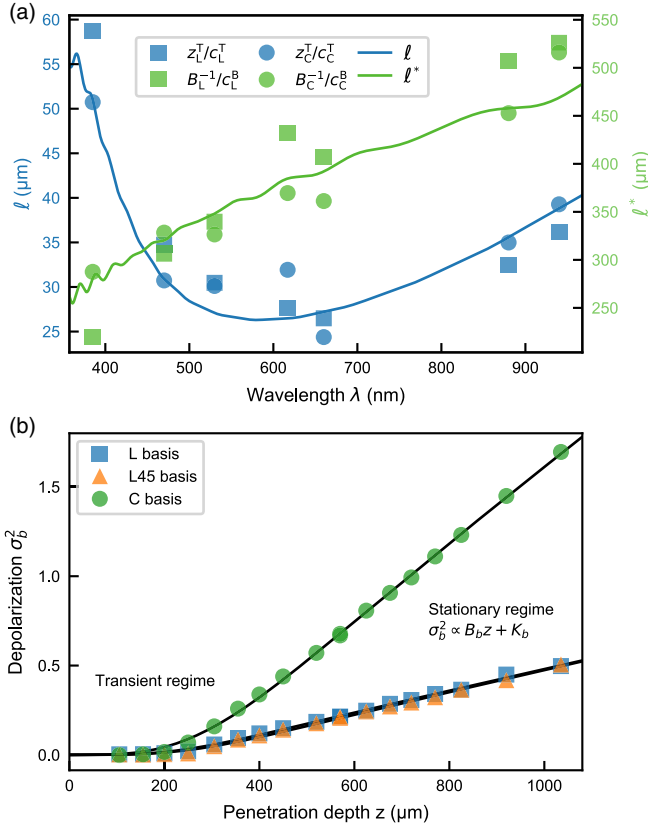 (a)
60
55
50
45
40
35
30
25
ℓ (μm)
z_L^T/c_L^T
z_C^T/c_C^T
ℓ
B_L^{-1}/c_L^B
B_C^{-1}/c_C^B
ℓ*
550
500
450
400
350
300
250
ℓ* (μm)
400 500 600 700 800 900
Wavelength λ (nm)
(b)
L basis
L45 basis
C basis
1.5
1.0
0.5
0.0
Depolarization σ_b^2
Transient regime
Stationary regime
σ_b^2 ∝ B_b z + K_b
0 200 400 600 800 1000
Penetration depth z (μm)